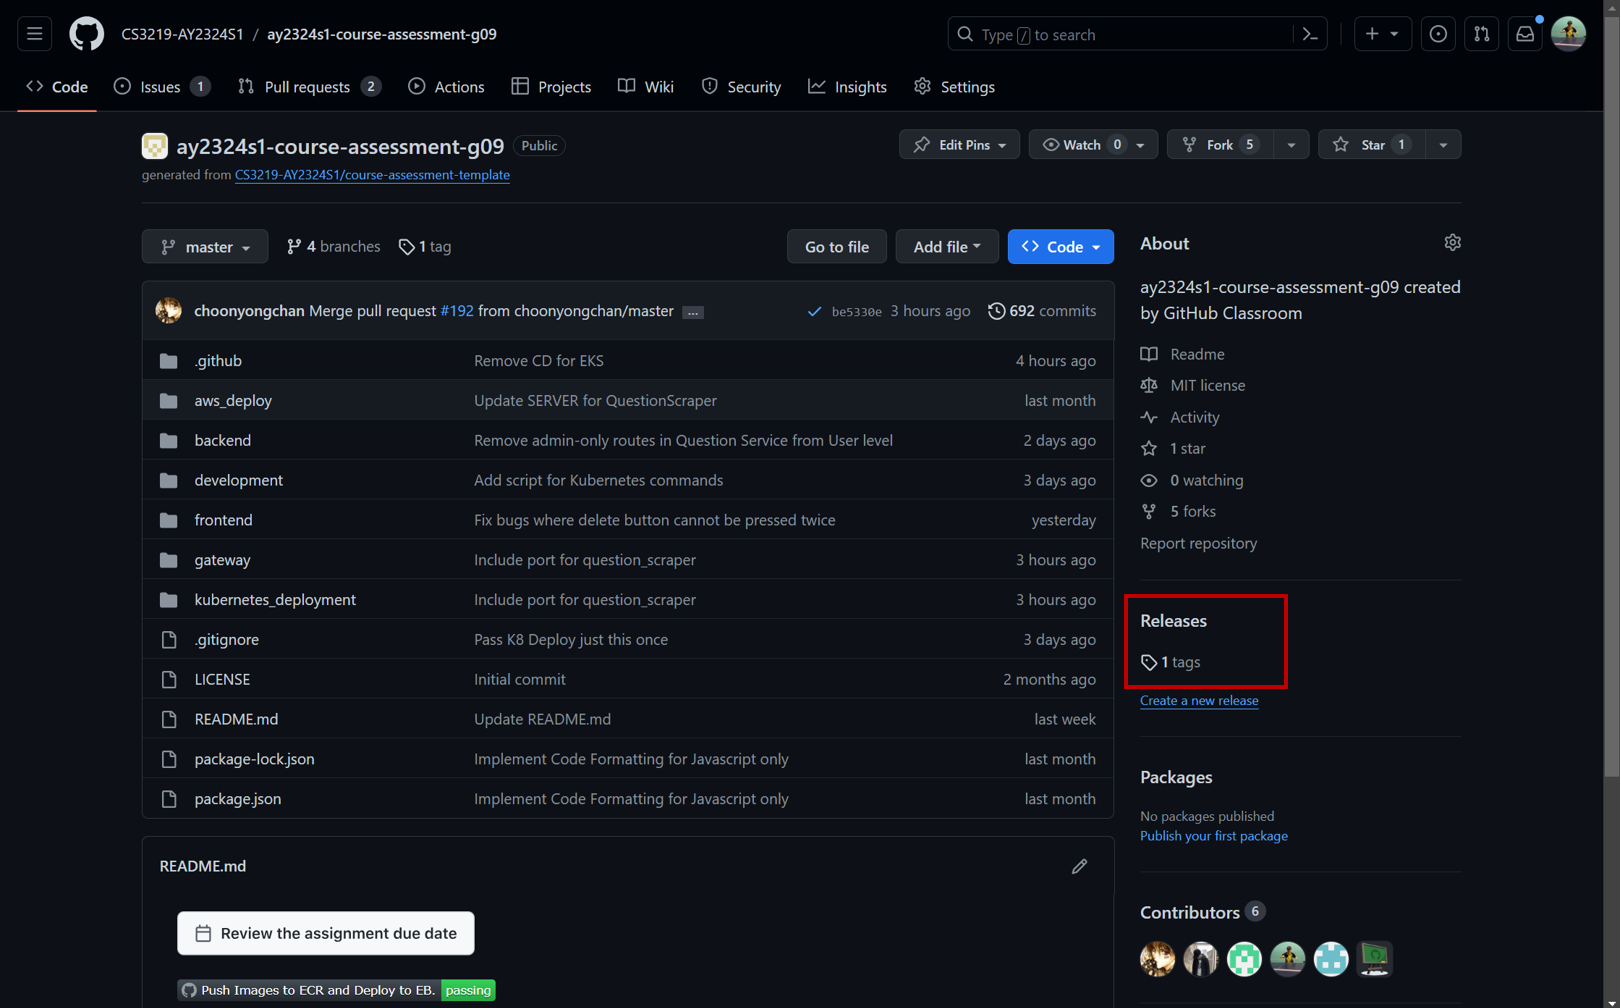 CS3219-AY2324S1 / ay2324s1-course-assessment-g09
Type / to search
Code
Issues 1
Pull requests 2
Actions
Projects
Wiki
Security
Insights
Settings
ay2324s1-course-assessment-g09 Public
Edit Pins
Watch 0
Fork 5
Star 1
generated from CS3219-AY2324S1/course-assessment-template
master
4 branches
1 tag
Go to file
Add file
Code
choonyongchan Merge pull request #192 from choonyongchan/master ... be5330e 3 hours ago 692 commits
.github Remove CD for EKS 4 hours ago
aws_deploy Update SERVER for QuestionScraper last month
backend Remove admin-only routes in Question Service from User level 2 days ago
development Add script for Kubernetes commands 3 days ago
frontend Fix bugs where delete button cannot be pressed twice yesterday
gateway Include port for question_scraper 3 hours ago
kubernetes_deployment Include port for question_scraper 3 hours ago
.gitignore Pass K8 Deploy just this once 3 days ago
LICENSE Initial commit 2 months ago
README.md Update README.md last week
package-lock.json Implement Code Formatting for Javascript only last month
package.json Implement Code Formatting for Javascript only last month
README.md
Review the assignment due date
Push Images to ECR and Deploy to EB. passing
About
ay2324s1-course-assessment-g09 created
by GitHub Classroom
Readme
MIT license
Activity
1 star
0 watching
5 forks
Report repository
Releases
1 tags
Create a new release
Packages
No packages published
Publish your first package
Contributors 6